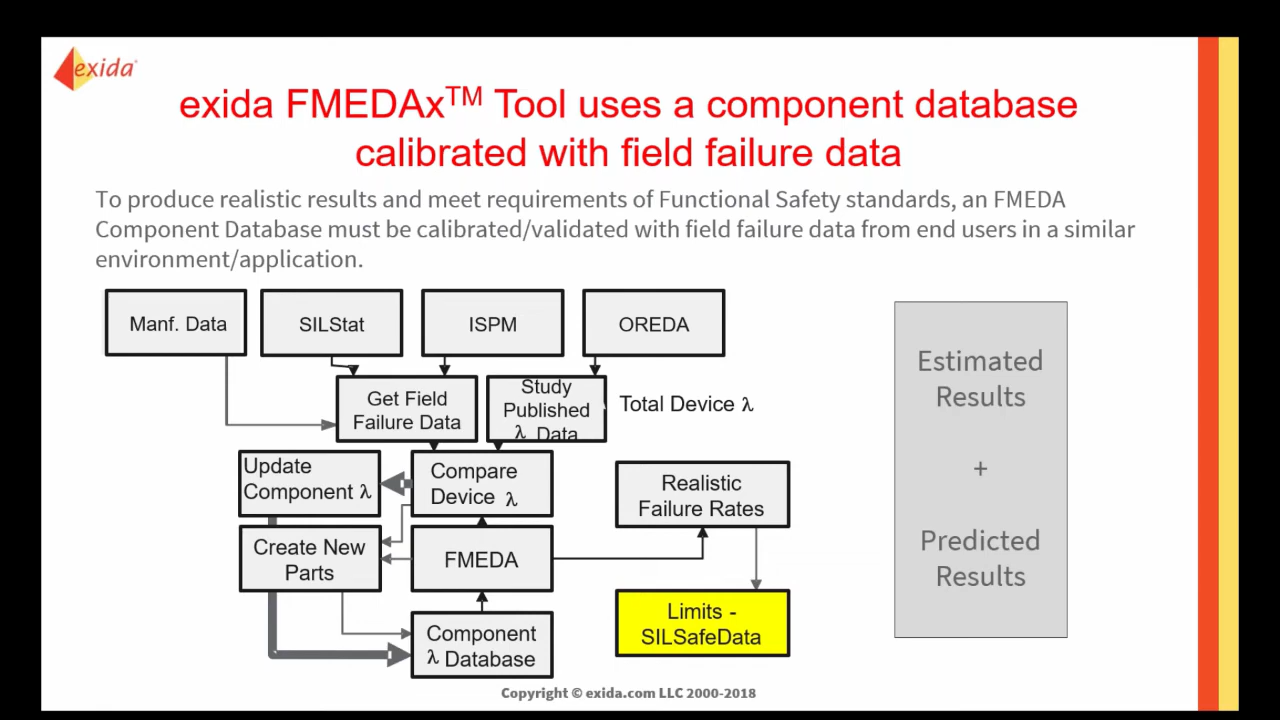 exida
exida FMEDAx™ Tool uses a component database
calibrated with field failure data
To produce realistic results and meet requirements of Functional Safety standards, an FMEDA
Component Database must be calibrated/validated with field failure data from end users in a similar
environment/application.
Manf. Data
SILStat
ISPM
OREDA
Get Field
Failure Data
Study
Published
λ Data
Total Device λ
Update
Component λ
Compare
Device λ
Realistic
Failure Rates
Create New
Parts
FMEDA
Limits -
SILSafeData
Component
λ Database
Estimated
Results
+
Predicted
Results
Copyright © exida.com LLC 2000-2018